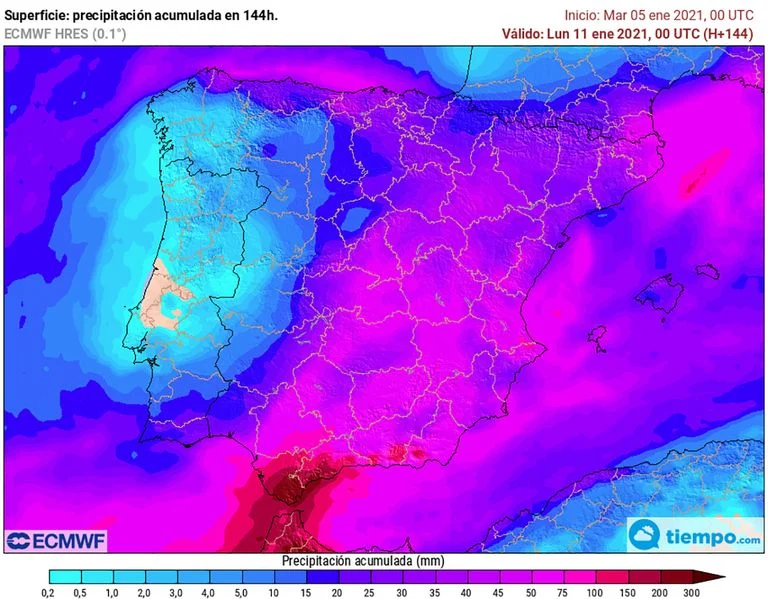 Superficie: precipitación acumulada en 144h.
Inicio: Mar 05 ene 2021, 00 UTC
ECMWF HRES (0.1°)
Válido: Lun 11 ene 2021, 00 UTC (H+144)
ECMWF
tiempo.com
Precipitación acumulada (mm)
0,2 0,5 1,0 2,0 3,0 5,0 10 15 20 25 30 35 40 45 50 75 100 150 200 300